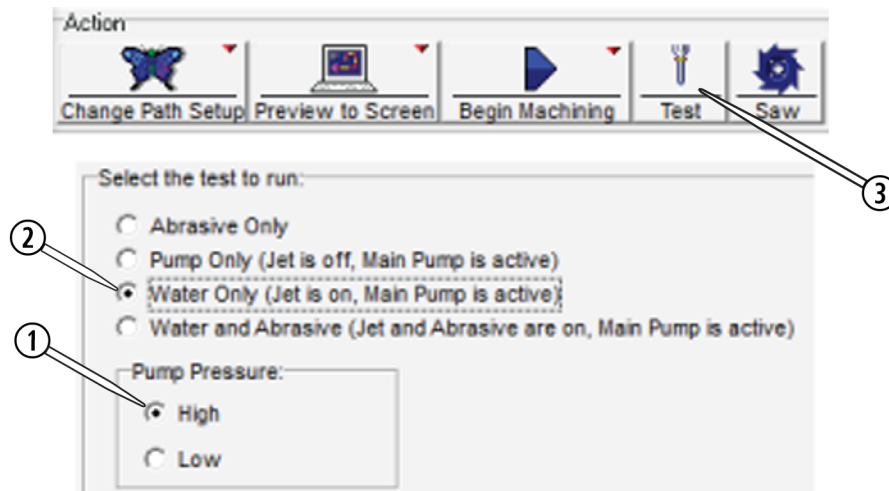 Action
Change Path Setup Preview to Screen Begin Machining Test Saw
3
Select the test to run:
2
Abrasive Only
Pump Only (Jet is off, Main Pump is active)
Water Only (Jet is on, Main Pump is active)
Water and Abrasive (Jet and Abrasive are on, Main Pump is active)
1
Pump Pressure:
High
Low